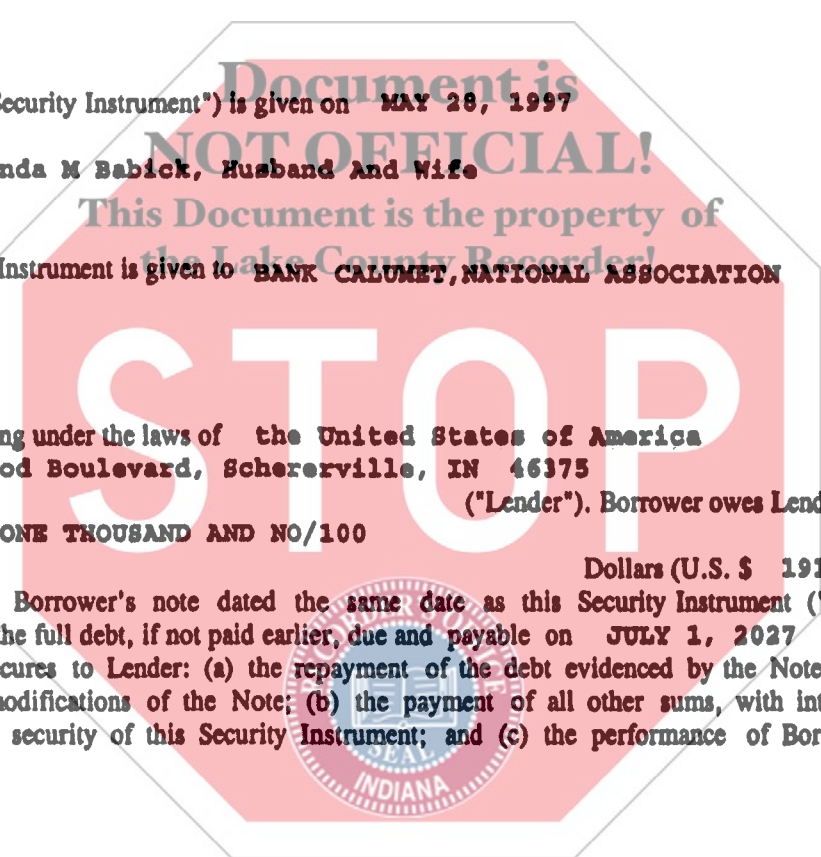 Document is
ecurity Instrument") is given on MAY 28, 1997
NOT OFFICIAL!
nda M Babick, Husband And Wife
This Document is the property of
the Lake County Recorder!
Instrument is given to BANK CALUMET, NATIONAL ASSOCIATION
STOP
ng under the laws of the United States of America
od Boulevard, Schererville, IN 46375
("Lender"). Borrower owes Lend
ONE THOUSAND AND NO/100
Dollars (U.S. $ 191
Borrower's note dated the same date as this Security Instrument ("
he full debt, if not paid earlier, due and payable on JULY 1, 2027
cures to Lender: (a) the repayment of the debt evidenced by the Note
nodifications of the Note; (b) the payment of all other sums, with int
security of this Security Instrument; and (c) the performance of Bor
RECORDER'S OFFICE
SEAL
INDIANA